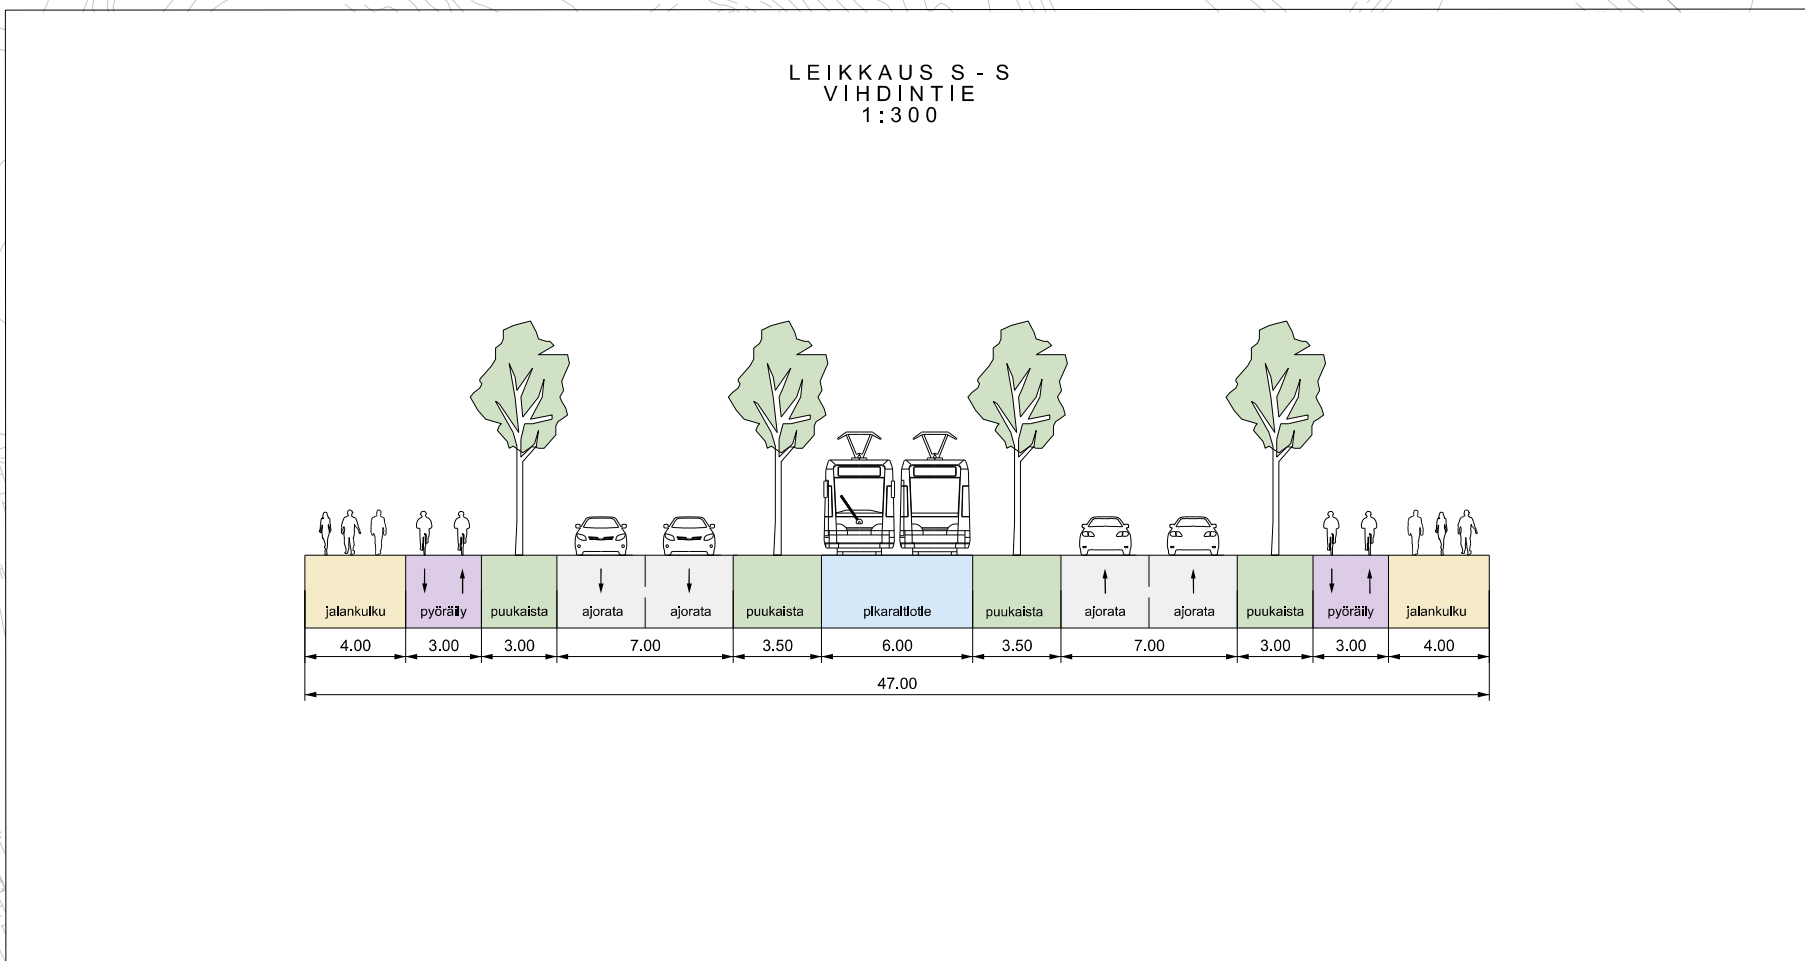 LEIKKAUS S - S
VIHDINTIE
1:300
jalankulku pyöräily puukaista ajorata ajorata puukaista pikaraitiotie puukaista ajorata ajorata puukaista pyöräily jalankulku
4.00 3.00 3.00 7.00 3.50 6.00 3.50 7.00 3.00 3.00 4.00
47.00